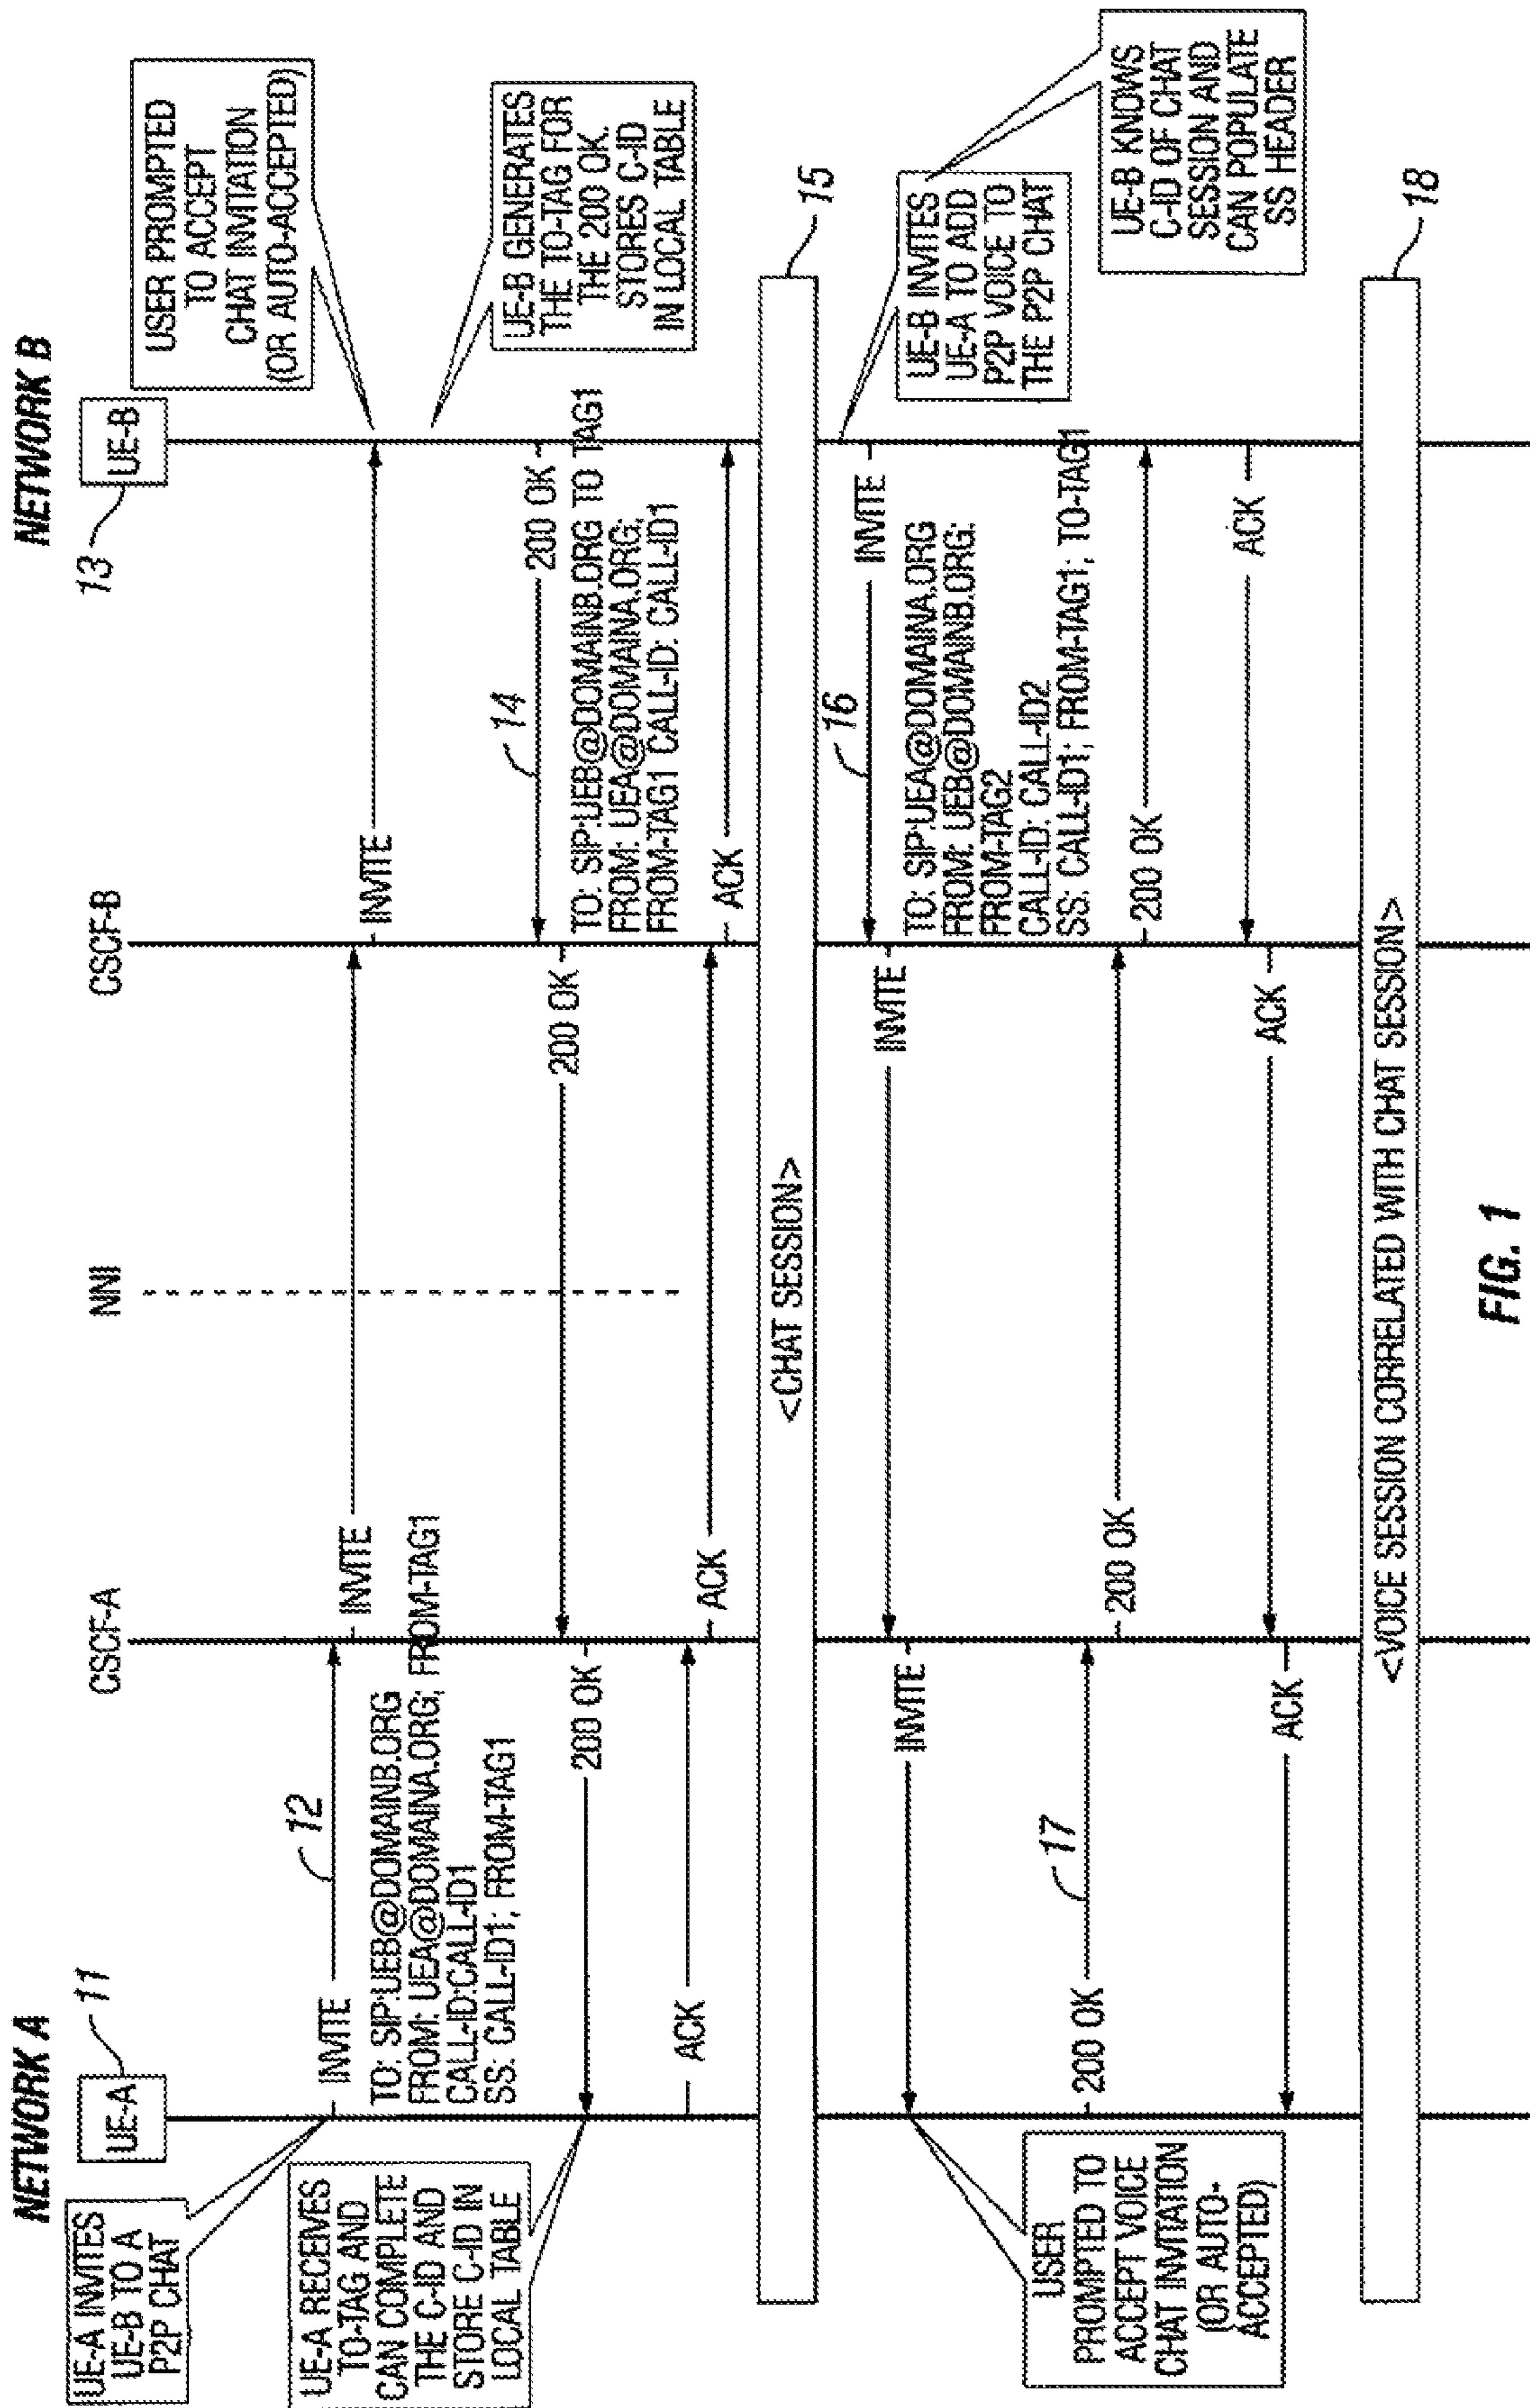 NETWORK A
NETWORK B
11
UE-A
CSCF-A
NNI
CSCF-B
13
UE-B
UE-A INVITES
UE-B TO A
P2P CHAT
USER PROMPTED
TO ACCEPT
CHAT INVITATION
(OR AUTO-ACCEPTED)
INVITE
12
TO: SIP:UEB@DOMAINB.ORG
FROM: UEA@DOMAINA.ORG; FROM-TAG1
CALL-ID:CALL-ID1
SS: CALL-ID1; FROM-TAG1
INVITE
INVITE
UE-B GENERATES
THE TO-TAG FOR
THE 200 OK.
STORES C-ID
IN LOCAL TABLE
14
200 OK
TO: SIP:UEB@DOMAINB.ORG TO TAG1
FROM: UEA@DOMAINA.ORG;
FROM-TAG1 CALL-ID: CALL-ID1
200 OK
200 OK
UE-A RECEIVES
TO-TAG AND
CAN COMPLETE
THE C-ID AND
STORE C-ID IN
LOCAL TABLE
ACK
ACK
ACK
<CHAT SESSION>
15
UE-B INVITES
UE-A TO ADD
P2P VOICE TO
THE P2P CHAT
UE-B KNOWS
C-ID OF CHAT
SESSION AND
CAN POPULATE
SS HEADER
16
INVITE
TO: SIP:UEA@DOMAINA.ORG
FROM: UEB@DOMAINB.ORG;
FROM-TAG2
CALL-ID: CALL-ID2
SS: CALL-ID1; FROM-TAG1; TO-TAG1
INVITE
INVITE
USER
PROMPTED TO
ACCEPT VOICE
CHAT INVITATION
(OR AUTO-
ACCEPTED)
200 OK
17
200 OK
200 OK
ACK
ACK
ACK
<VOICE SESSION CORRELATED WITH CHAT SESSION>
18
FIG. 1